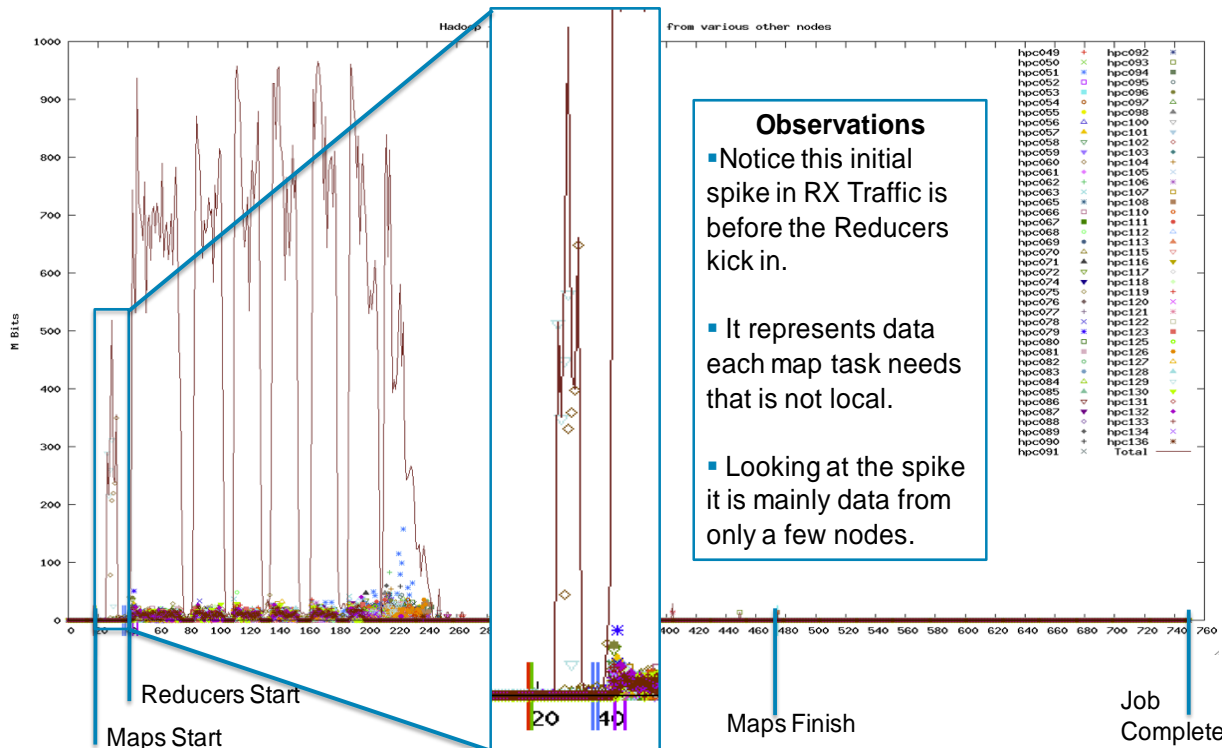 Hadoop
from various other nodes
1000
900
800
700
600
500
400
300
200
100
0
M Bits
0 20 40 60 80 100 120 140 160 180 200 220 240 260 280
400 420 440 460 480 500 520 540 560 580 600 620 640 660 680 700 720 740 760
20 40
hpc049 hpc092
hpc050 hpc093
hpc051 hpc094
hpc052 hpc095
hpc053 hpc096
hpc054 hpc097
hpc055 hpc098
hpc056 hpc100
hpc057 hpc101
hpc058 hpc102
hpc059 hpc103
hpc060 hpc104
hpc061 hpc105
hpc062 hpc106
hpc063 hpc107
hpc065 hpc108
hpc066 hpc110
hpc067 hpc111
hpc068 hpc112
hpc069 hpc113
hpc070 hpc115
hpc071 hpc116
hpc072 hpc117
hpc074 hpc118
hpc075 hpc119
hpc076 hpc120
hpc077 hpc121
hpc078 hpc122
hpc079 hpc123
hpc080 hpc125
hpc081 hpc126
hpc082 hpc127
hpc083 hpc128
hpc084 hpc129
hpc085 hpc130
hpc086 hpc131
hpc087 hpc132
hpc088 hpc133
hpc089 hpc134
hpc090 hpc136
hpc091 Total
Observations
▪Notice this initial
spike in RX Traffic is
before the Reducers
kick in.
▪ It represents data
each map task needs
that is not local.
▪ Looking at the spike
it is mainly data from
only a few nodes.
Reducers Start
Maps Start
Maps Finish
Job
Complete